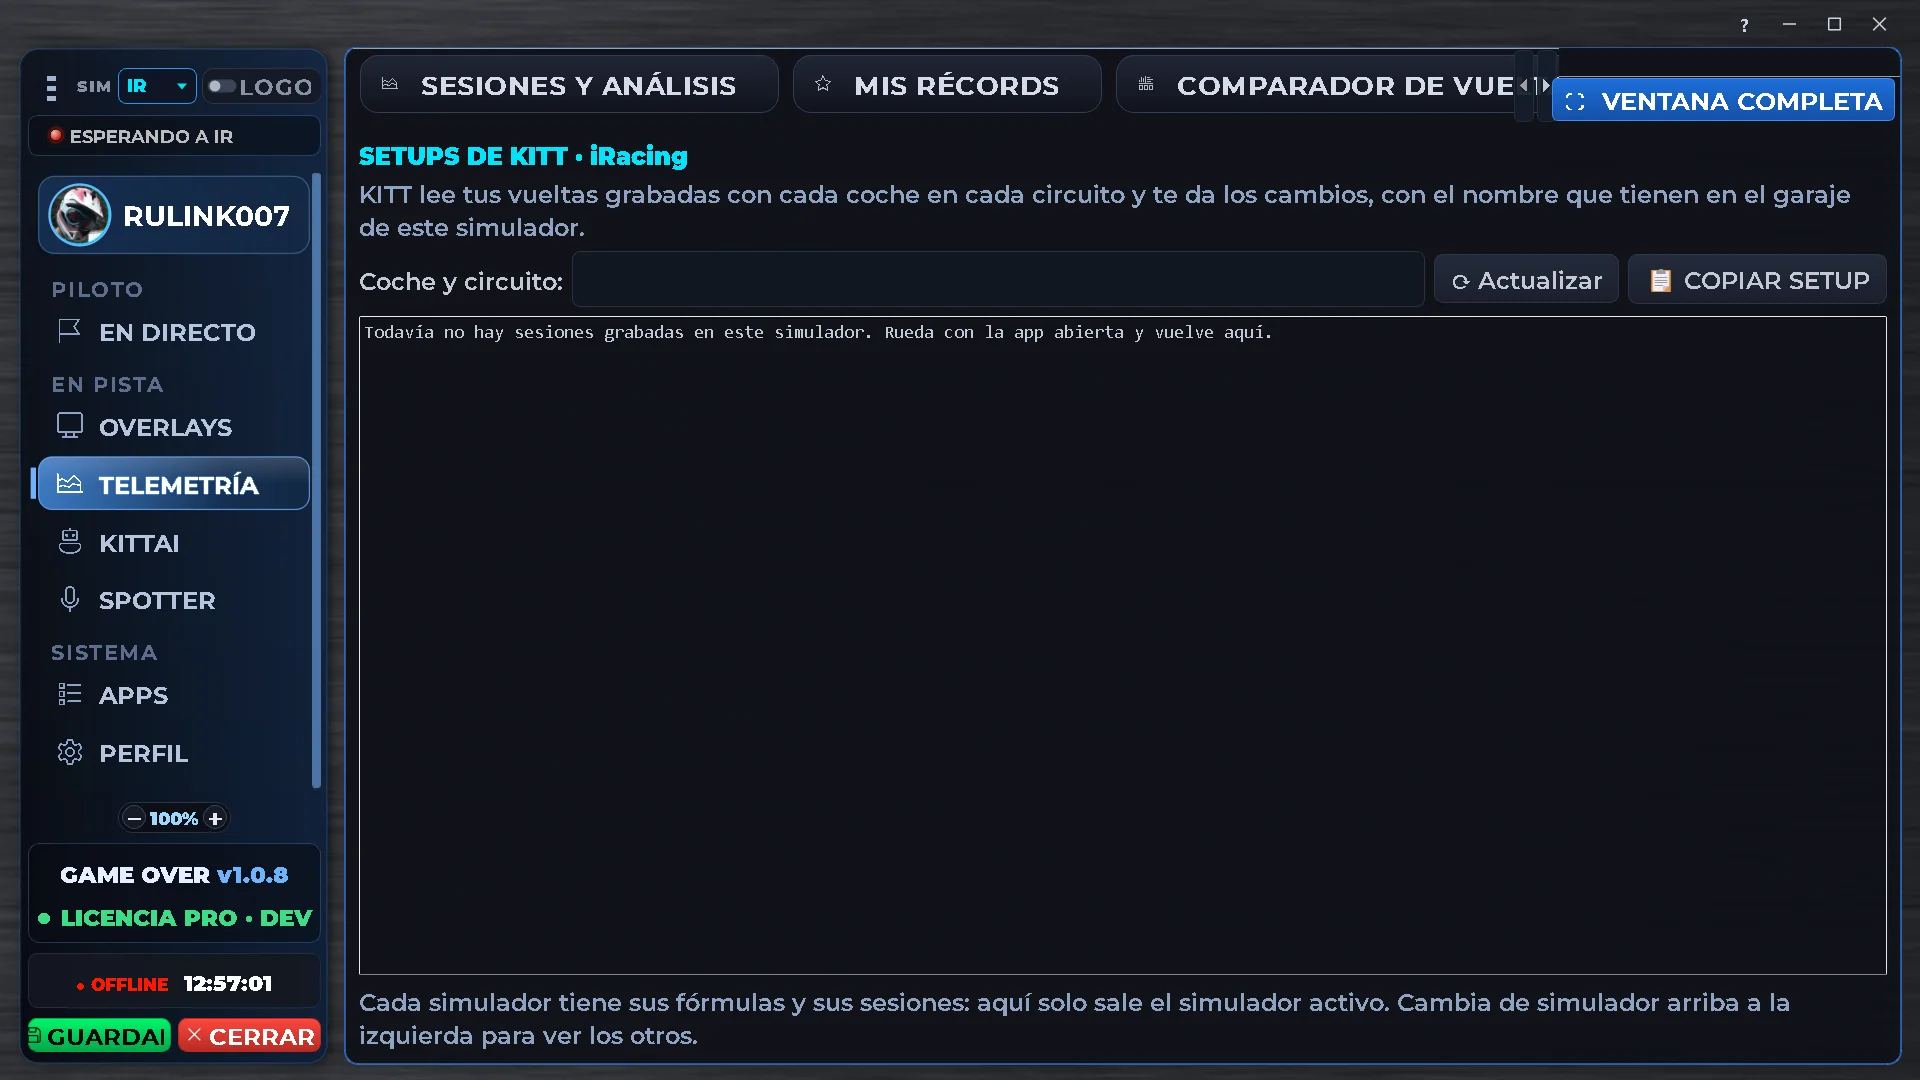 ?
SIM IR LOGO
ESPERANDO A IR
RULINK007
PILOTO
EN DIRECTO
EN PISTA
OVERLAYS
TELEMETRÍA
KITTAI
SPOTTER
SISTEMA
APPS
PERFIL
100%
GAME OVER v1.0.8
• LICENCIA PRO • DEV
• OFFLINE 12:57:01
GUARDAI
CERRAR
SESIONES Y ANÁLISIS
MIS RÉCORDS
COMPARADOR DE VUE
VENTANA COMPLETA
SETUPS DE KITT • iRacing
KITT lee tus vueltas grabadas con cada coche en cada circuito y te da los cambios, con el nombre que tienen en el garaje
de este simulador.
Coche y circuito:
Actualizar
COPIAR SETUP
Todavía no hay sesiones grabadas en este simulador. Rueda con la app abierta y vuelve aquí.
Cada simulador tiene sus fórmulas y sus sesiones: aquí solo sale el simulador activo. Cambia de simulador arriba a la
izquierda para ver los otros.